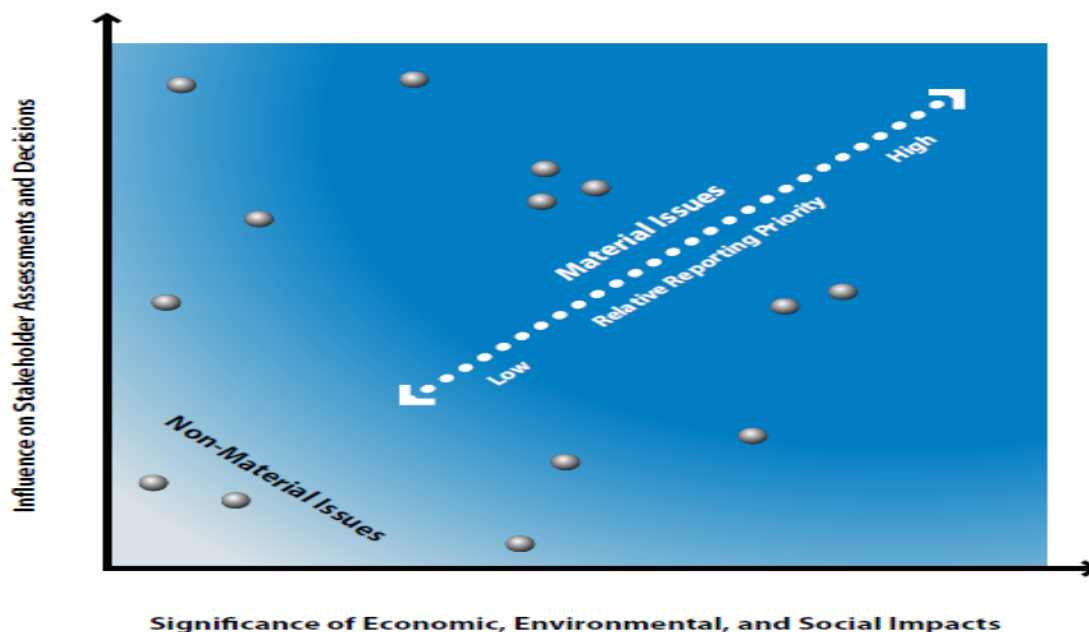 Influence on Stakeholder Assessments and Decisions
High
Material Issues
Relative Reporting Priority
Low
Non-Material Issues
Significance of Economic, Environmental, and Social Impacts